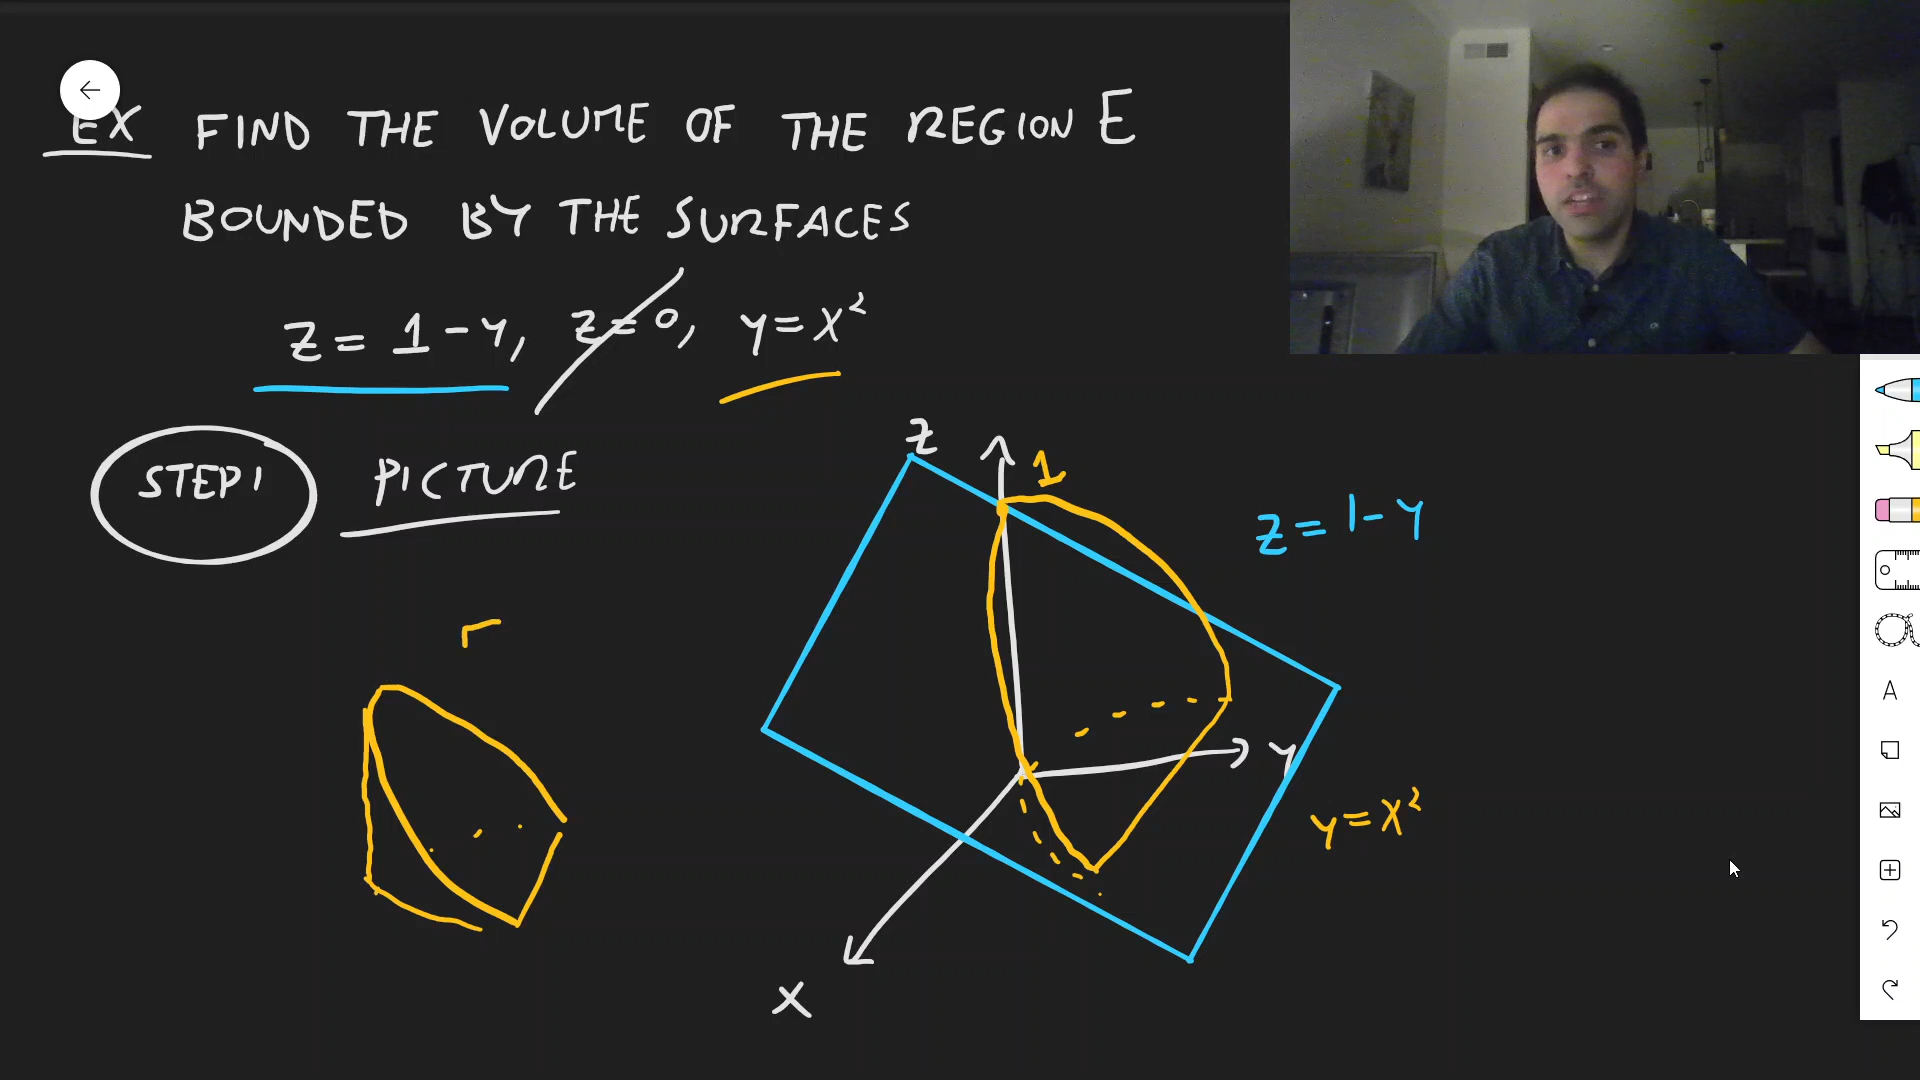 EX FIND THE VOLUME OF THE REGION E
BOUNDED BY THE SURFACES
z = 1 - y, z = 0, y = x²
STEP 1 PICTURE
z
1
z = 1 - y
y
y = x²
x
A